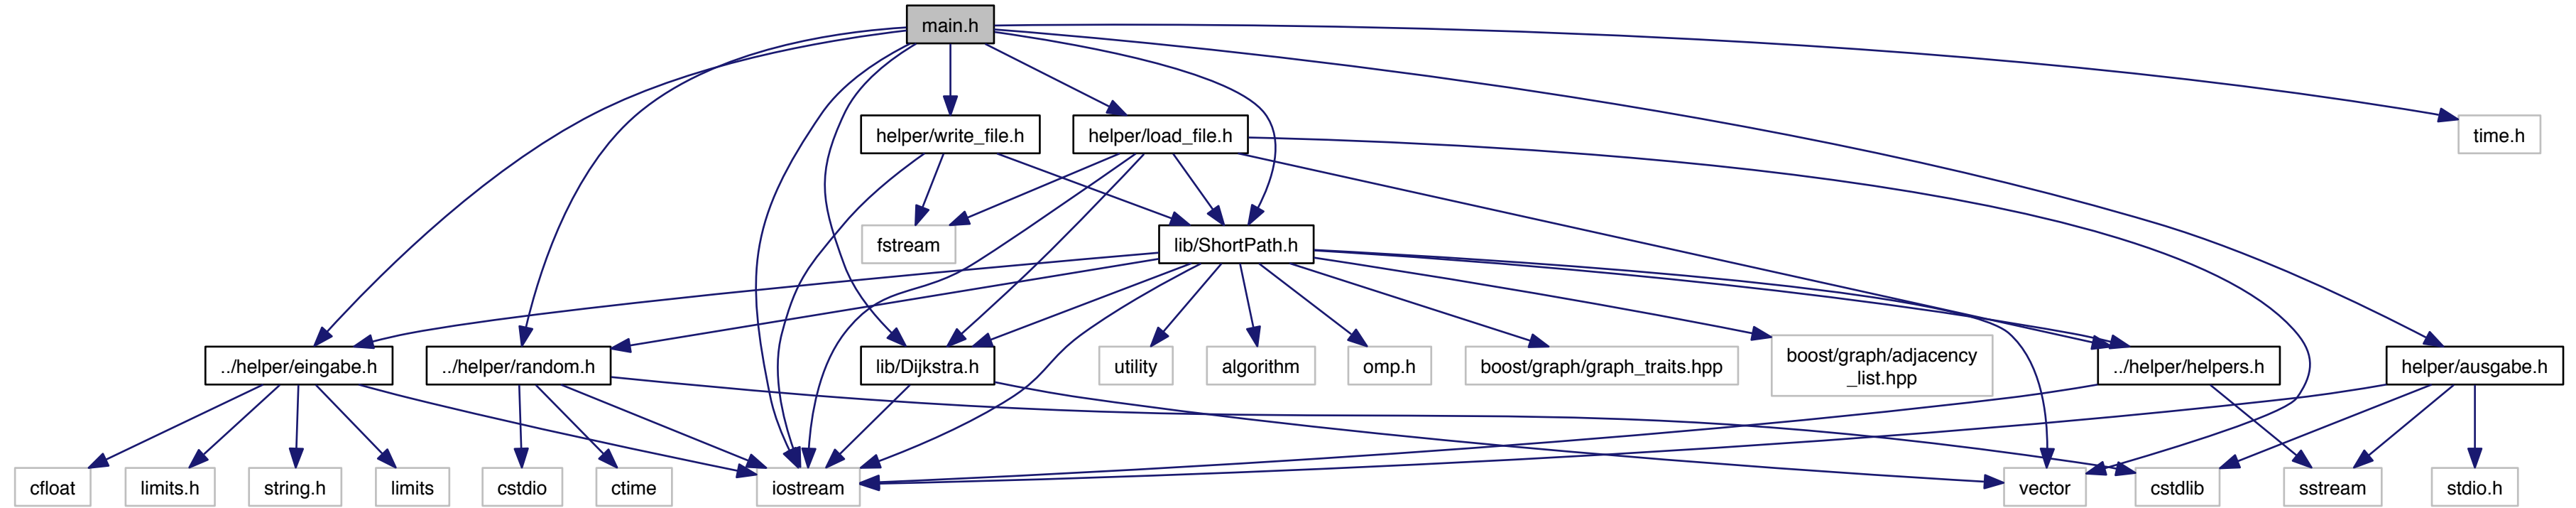 main.h
helper/write_file.h
helper/load_file.h
time.h
fstream
lib/ShortPath.h
../helper/eingabe.h
../helper/random.h
lib/Dijkstra.h
utility
algorithm
omp.h
boost/graph/graph_traits.hpp
boost/graph/adjacency
_list.hpp
../helper/helpers.h
helper/ausgabe.h
cfloat
limits.h
string.h
limits
cstdio
ctime
iostream
vector
cstdlib
sstream
stdio.h